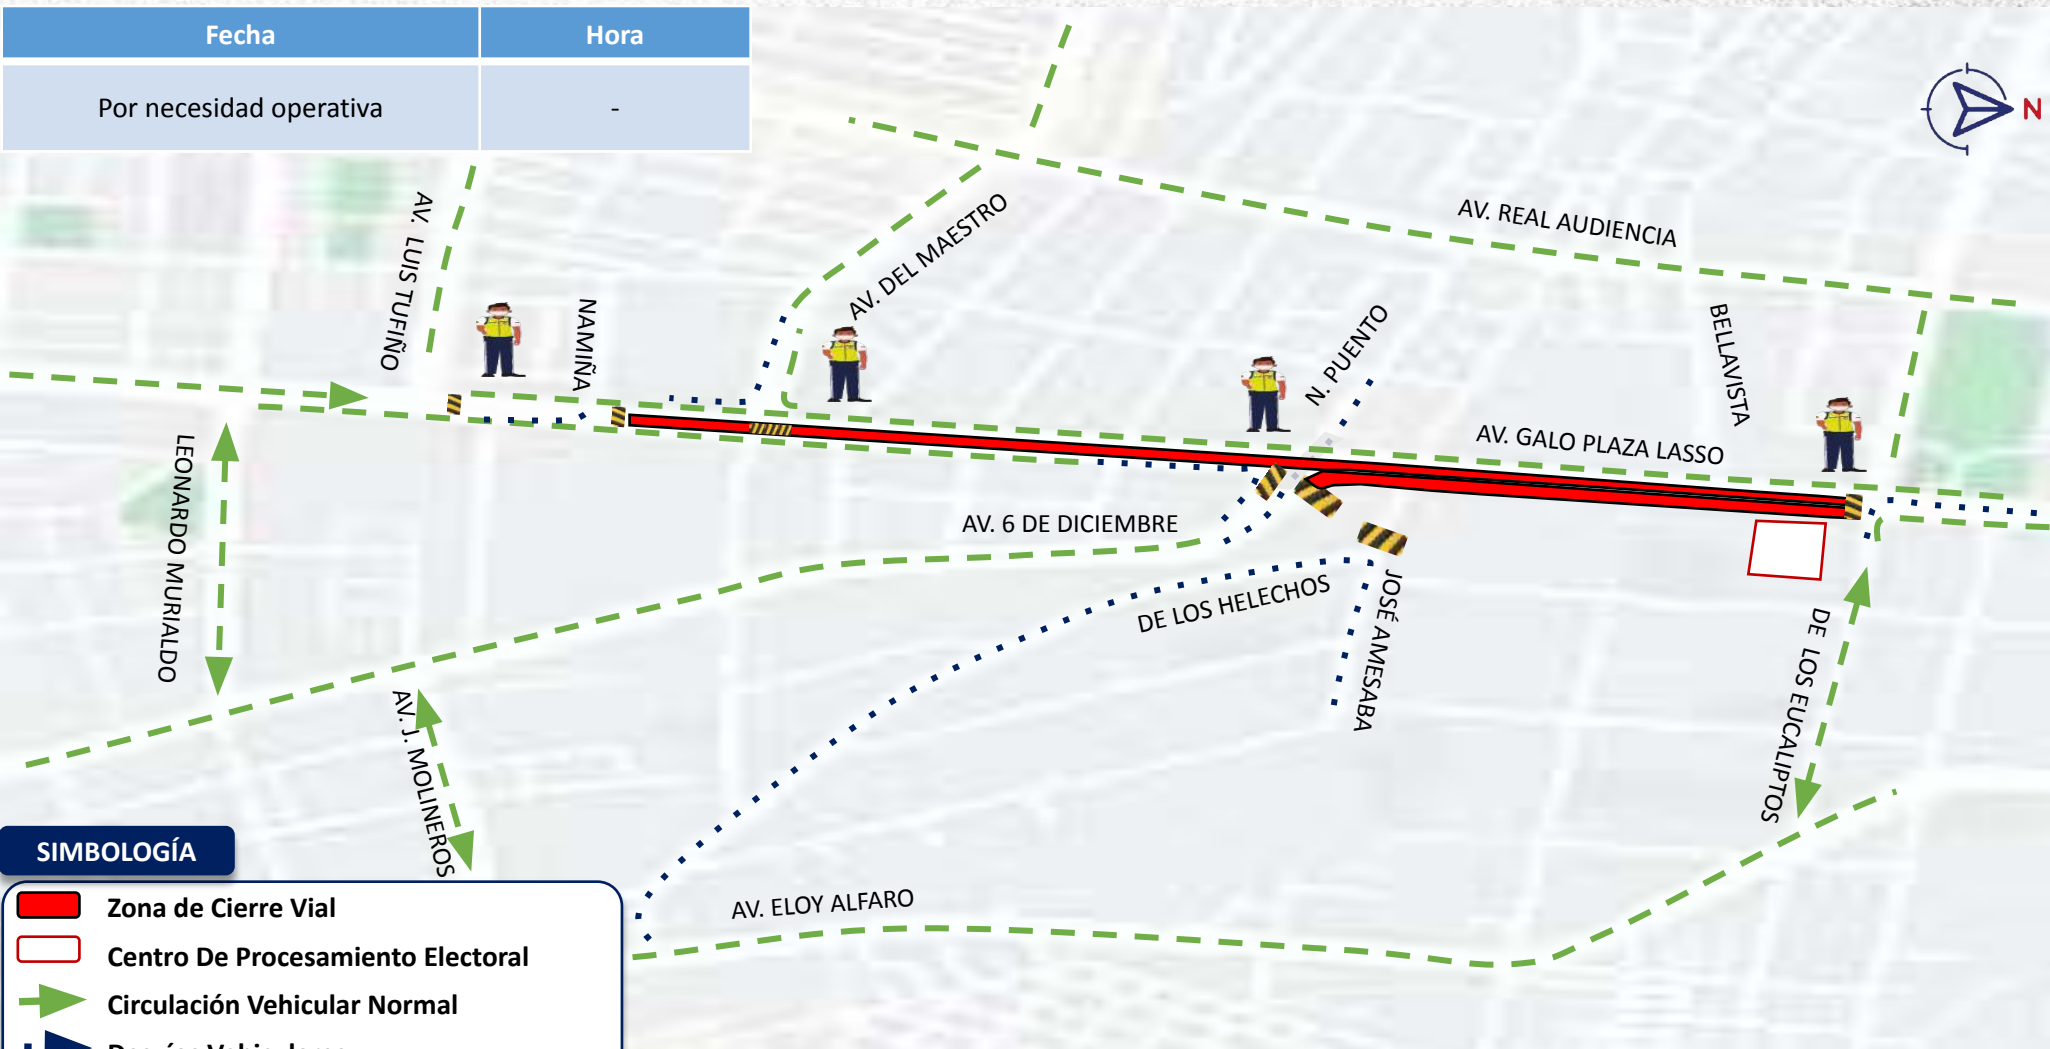 Fecha Hora
Por necesidad operativa -
N
AV. LUIS TUFIÑO
NAMIÑA
AV. DEL MAESTRO
AV. REAL AUDIENCIA
N. PUENTO
BELLAVISTA
AV. GALO PLAZA LASSO
LEONARDO MURIALDO
AV. 6 DE DICIEMBRE
DE LOS HELECHOS
JOSÉ AMESABA
DE LOS EUCALIPTOS
AV. J. MOLINEROS
AV. ELOY ALFARO
SIMBOLOGÍA
Zona de Cierre Vial
Centro De Procesamiento Electoral
Circulación Vehicular Normal